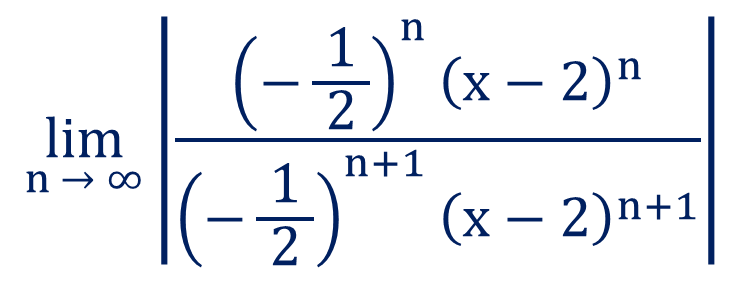 lim n → ∞ | (− 1/2)^n (x − 2)^n / (− 1/2)^(n+1) (x − 2)^(n+1) |